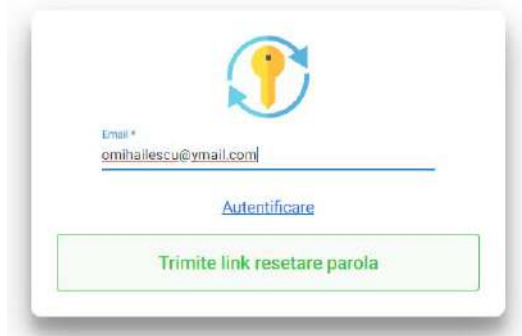 Email *
omihailescu@ymail.com
Autentificare
Trimite link resetare parola